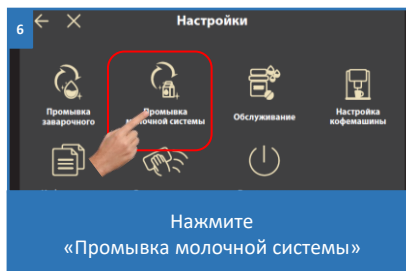 6
Настройки
Промывка
заварочного
Промывка
молочной системы
Обслуживание
Настройка
кофемашины
Нажмите
«Промывка молочной системы»